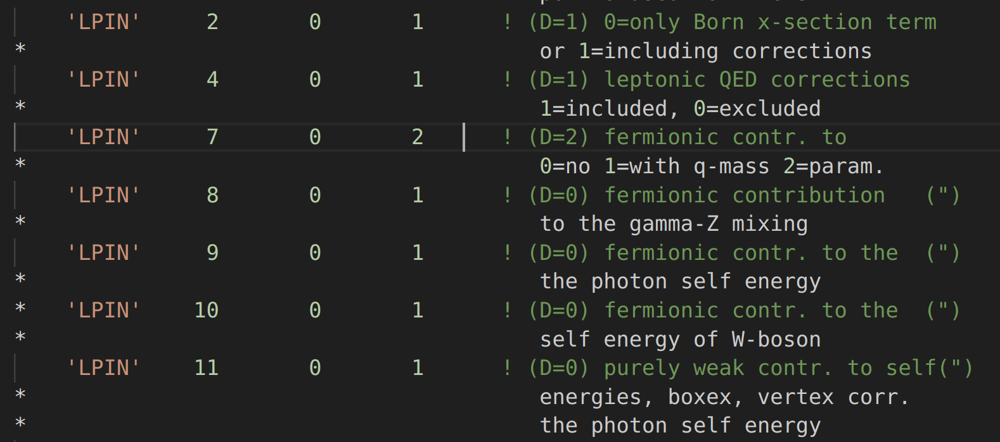 'LPIN' 2 0 1 ! (D=1) 0=only Born x-section term
* or 1=including corrections
'LPIN' 4 0 1 ! (D=1) leptonic QED corrections
* 1=included, 0=excluded
'LPIN' 7 0 2 ! (D=2) fermionic contr. to
* 0=no 1=with q-mass 2=param.
'LPIN' 8 0 1 ! (D=0) fermionic contribution (")
* to the gamma-Z mixing
'LPIN' 9 0 1 ! (D=0) fermionic contr. to the (")
* the photon self energy
* 'LPIN' 10 0 1 ! (D=0) fermionic contr. to the (")
* self energy of W-boson
'LPIN' 11 0 1 ! (D=0) purely weak contr. to self(")
* energies, boxex, vertex corr.
* the photon self energy